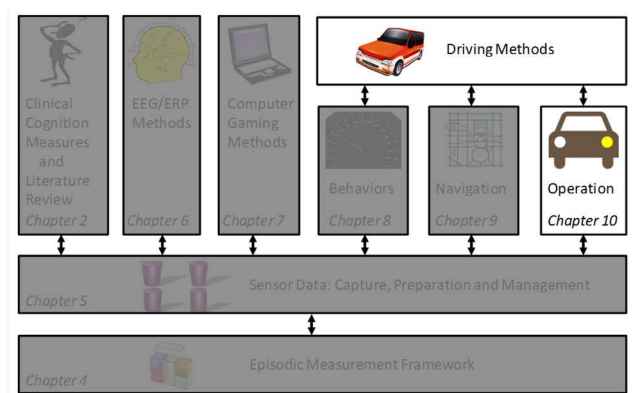 Driving Methods
Clinical
Cognition
Measures
and
Literature
Review
Chapter 2
EEG/ERP
Methods
Chapter 6
Computer
Gaming
Methods
Chapter 7
Behaviors
Chapter 8
Navigation
Chapter 9
Operation
Chapter 10
Sensor Data: Capture, Preparation and Management
Chapter 5
Episodic Measurement Framework
Chapter 4